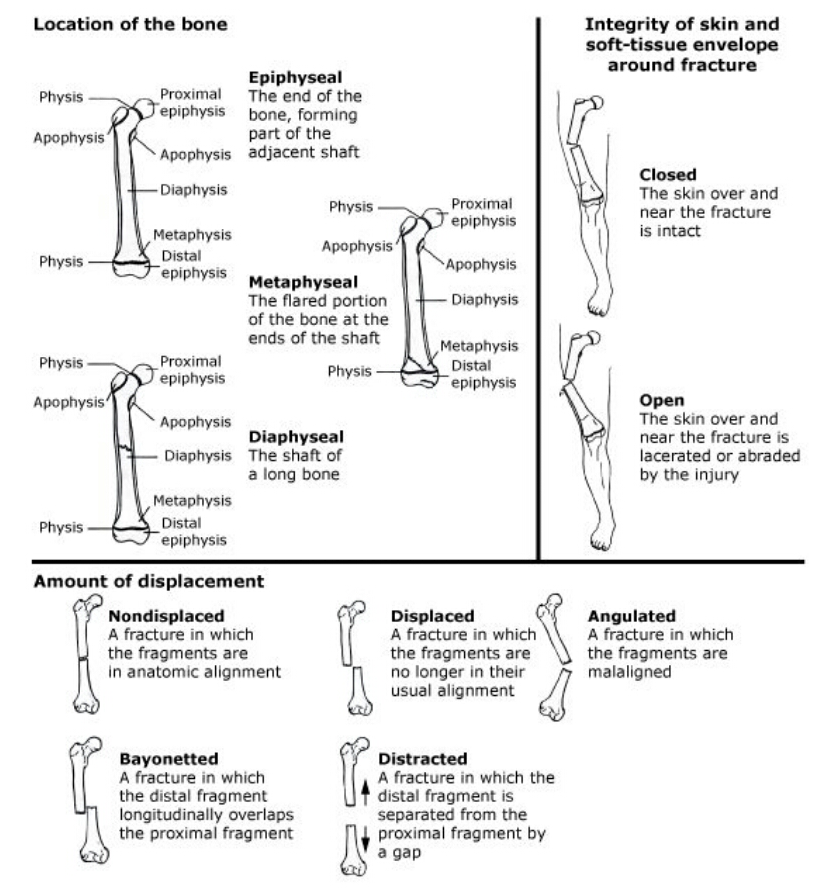 Location of the bone
Physis
Proximal
epiphysis
Apophysis
Apophysis
Diaphysis
Metaphysis
Physis
Distal
epiphysis
Epiphyseal
The end of the
bone, forming
part of the
adjacent shaft
Physis
Proximal
epiphysis
Apophysis
Apophysis
Diaphysis
Metaphysis
Physis
Distal
epiphysis
Metaphyseal
The flared portion
of the bone at the
ends of the shaft
Physis
Proximal
epiphysis
Apophysis
Apophysis
Diaphysis
Metaphysis
Physis
Distal
epiphysis
Diaphyseal
The shaft of
a long bone
Integrity of skin and
soft-tissue envelope
around fracture
Closed
The skin over and
near the fracture
is intact
Open
The skin over and
near the fracture is
lacerated or abraded
by the injury
Amount of displacement
Nondisplaced
A fracture in which
the fragments are
in anatomic alignment
Displaced
A fracture in which
the fragments are
no longer in their
usual alignment
Angulated
A fracture in which
the fragments are
malaligned
Bayonetted
A fracture in which
the distal fragment
longitudinally overlaps
the proximal fragment
Distracted
A fracture in which the
distal fragment is
separated from the
proximal fragment by
a gap